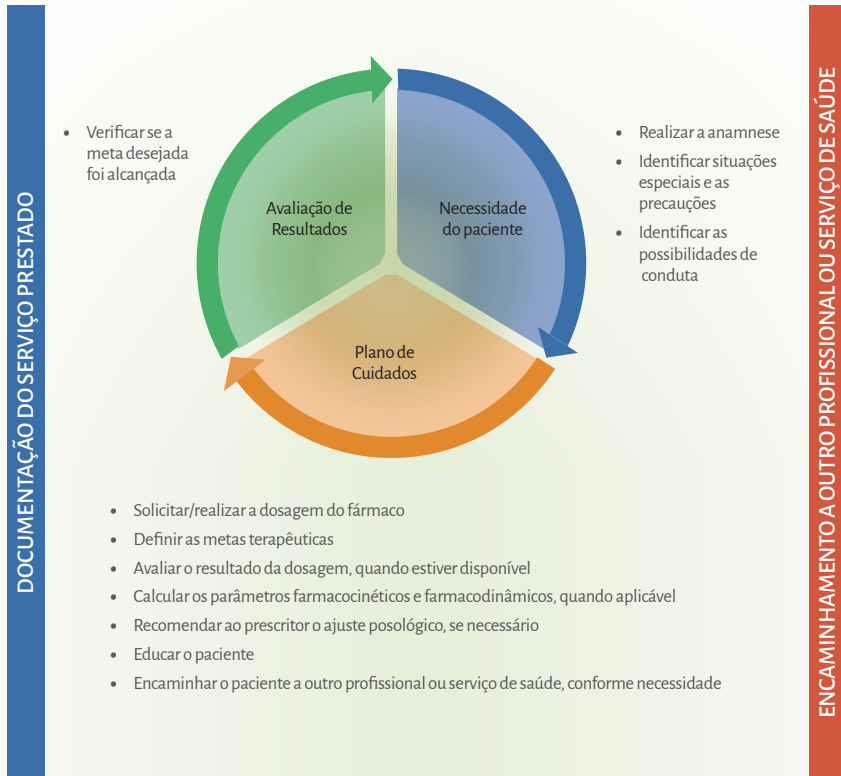 DOCUMENTAÇÃO DO SERVIÇO PRESTADO
• Verificar se a
meta desejada
foi alcançada
Avaliação de
Resultados
Necessidade
do paciente
Plano de
Cuidados
• Realizar a anamnese
• Identificar situações
especiais e as
precauções
• Identificar as
possibilidades de
conduta
• Solicitar/realizar a dosagem do fármaco
• Definir as metas terapêuticas
• Avaliar o resultado da dosagem, quando estiver disponível
• Calcular os parâmetros farmacocinéticos e farmacodinâmicos, quando aplicável
• Recomendar ao prescritor o ajuste posológico, se necessário
• Educar o paciente
• Encaminhar o paciente a outro profissional ou serviço de saúde, conforme necessidade
ENCAMINHAMENTO A OUTRO PROFISSIONAL OU SERVIÇO DE SAÚDE